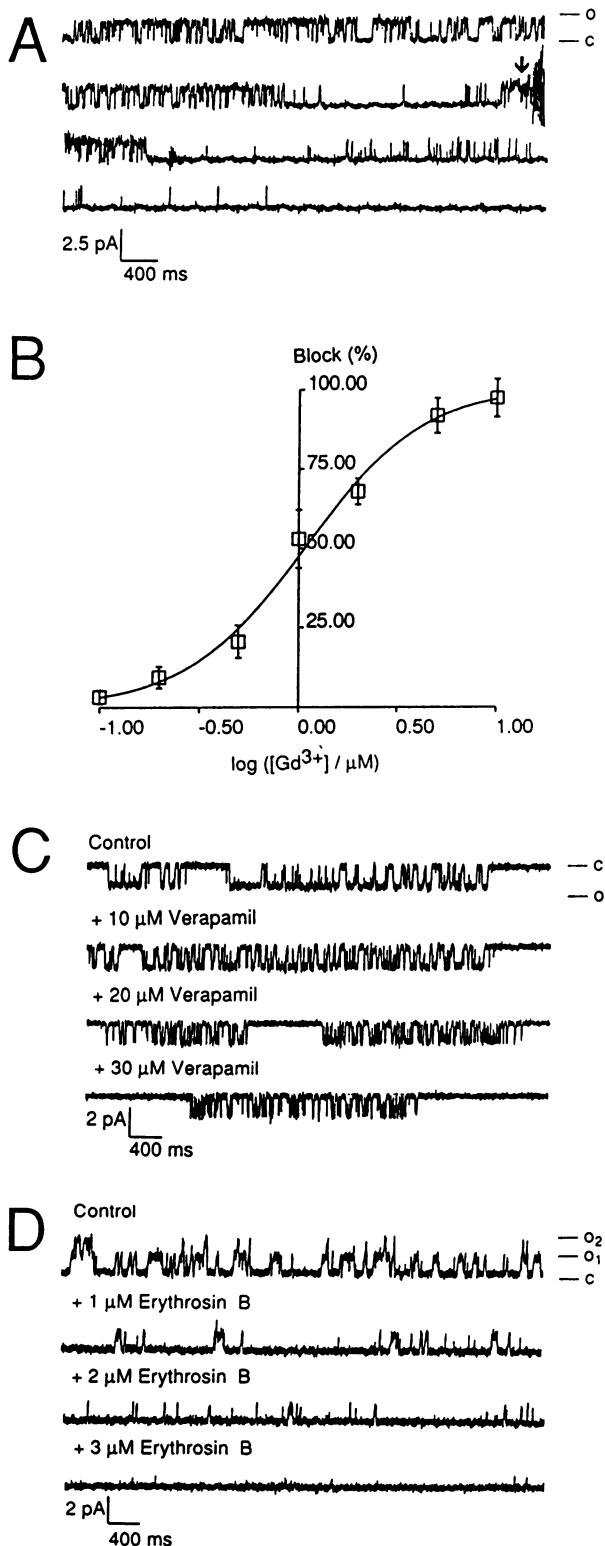 A
o
c
2.5 pA
400 ms
B
Block (%)
100.00
75.00
50.00
25.00
-1.00 -0.50 0.00 0.50 1.00
log ([Gd3+] / μM)
C
Control
c
o
+ 10 μM Verapamil
+ 20 μM Verapamil
+ 30 μM Verapamil
2 pA
400 ms
D
Control
o2
o1
c
+ 1 μM Erythrosin B
+ 2 μM Erythrosin B
+ 3 μM Erythrosin B
2 pA
400 ms